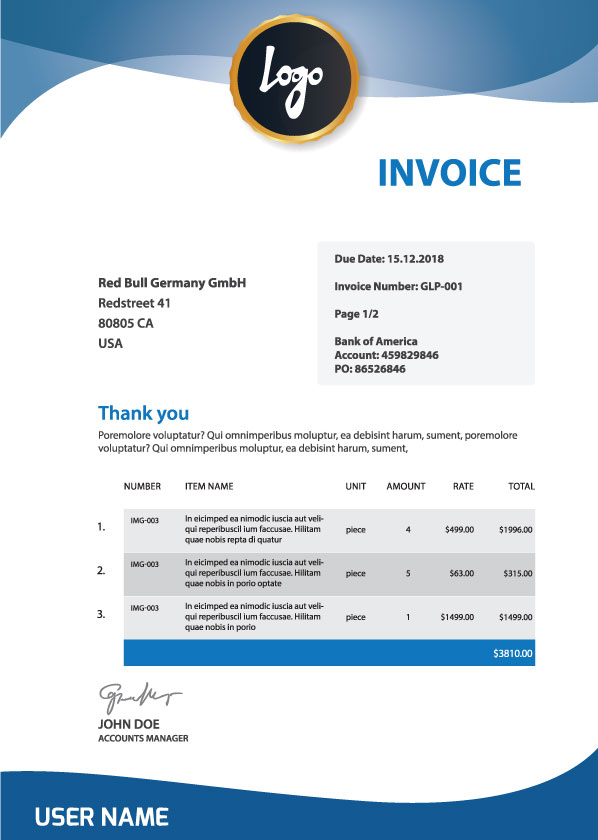 Logo
INVOICE
Due Date: 15.12.2018
Invoice Number: GLP-001
Page 1/2
Bank of America
Account: 459829846
PO: 86526846
Red Bull Germany GmbH
Redstreet 41
80805 CA
USA
Thank you
Poremolore voluptatur? Qui omnimperibus moluptur, ea debisint harum, sument, poremolore
voluptatur? Qui omnimperibus moluptur, ea debisint harum, sument,
NUMBER ITEM NAME UNIT AMOUNT RATE TOTAL
1. IMG-003 In eicimped ea nimodic iuscia aut veli-
qui reperibuscil ium faccusae. Hilitam piece 4 $499.00 $1996.00
quae nobis repta di quatur
2. IMG-003 In eicimped ea nimodic iuscia aut veli-
qui reperibuscil ium faccusae. Hilitam piece 5 $63.00 $315.00
quae nobis in porio optate
3. IMG-003 In eicimped ea nimodic iuscia aut veli-
qui reperibuscil ium faccusae. Hilitam piece 1 $1499.00 $1499.00
quae nobis in porio
$3810.00
JOHN DOE
ACCOUNTS MANAGER
USER NAME